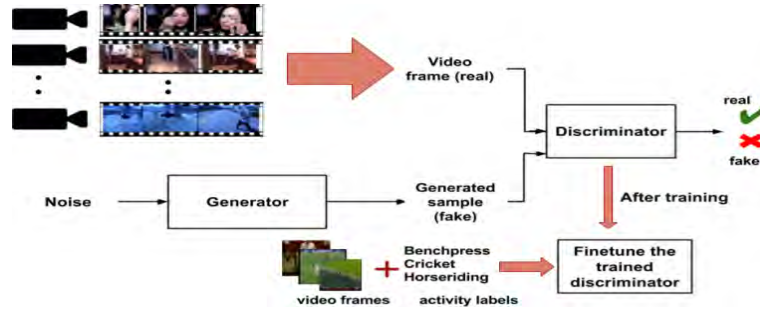 Video
frame (real)
real
Discriminator
fake
Noise
Generator
Generated
sample
(fake)
After training
Benchpress
Cricket
Horseriding
Finetune the
trained
discriminator
video frames
activity labels